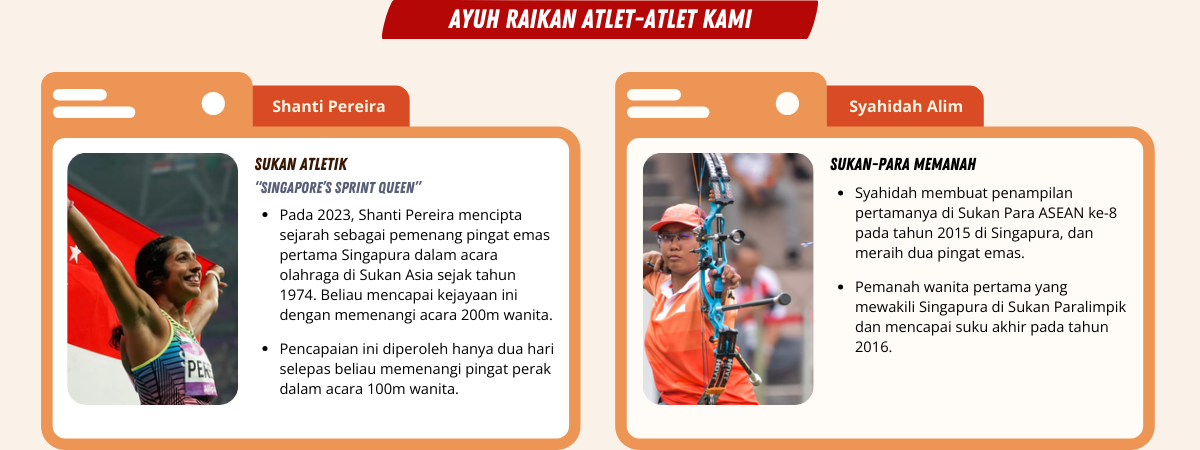 AYUH RAIKAN ATLET-ATLET KAMI
Shanti Pereira
SUKAN ATLETIK
"SINGAPORE'S SPRINT QUEEN"
• Pada 2023, Shanti Pereira mencipta
sejarah sebagai pemenang pingat emas
pertama Singapura dalam acara
olahraga di Sukan Asia sejak tahun
1974. Beliau mencapai kejayaan ini
dengan memenangi acara 200m wanita.
• Pencapaian ini diperoleh hanya dua hari
selepas beliau memenangi pingat perak
dalam acara 100m wanita.
Syahidah Alim
SUKAN-PARA MEMANAH
• Syahidah membuat penampilan
pertamanya di Sukan Para ASEAN ke-8
pada tahun 2015 di Singapura, dan
meraih dua pingat emas.
• Pemanah wanita pertama yang
mewakili Singapura di Sukan Paralimpik
dan mencapai suku akhir pada tahun
2016.